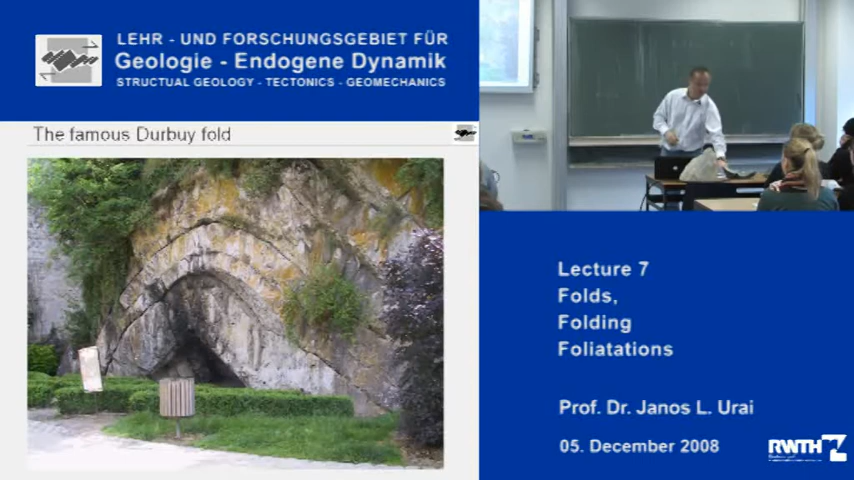 LEHR - UND FORSCHUNGSGEBIET FÜR
Geologie - Endogene Dynamik
STRUCTUAL GEOLOGY - TECTONICS - GEOMECHANICS
The famous Durbuy fold
Lecture 7
Folds,
Folding
Foliatations
Prof. Dr. Janos L. Urai
05. December 2008
RWTH